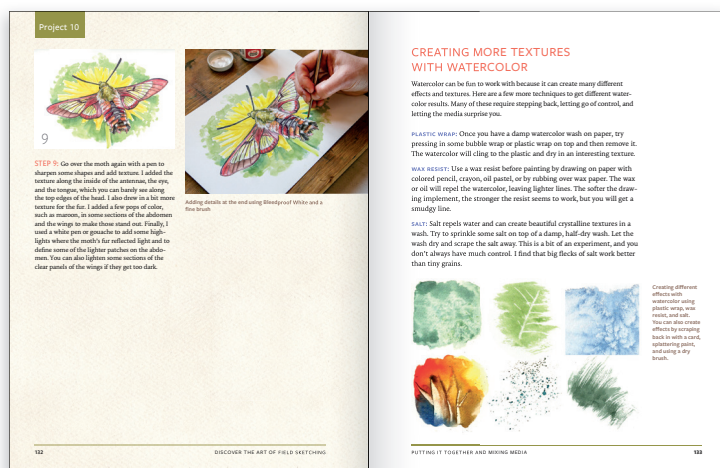 Project 10
9
STEP 9: Go over the moth again with a pen to
sharpen some shapes and add texture. I added the
texture along the inside of the antennae, the eye,
and the tongue, which you can barely see along
the top edges of the head. I also drew in a bit more
texture for the fur. I added a few pops of color,
such as maroon, in some sections of the abdomen
and the wings to make those stand out. Finally, I
used a white pen or gouache to add some high-
lights where the moth's fur reflected light and to
define some of the lighter patches on the abdo-
men. You can also lighten some sections of the
clear panels of the wings if they get too dark.
Adding details at the end using Bleedproof White and a
fine brush
132
DISCOVER THE ART OF FIELD SKETCHING
CREATING MORE TEXTURES
WITH WATERCOLOR
Watercolor can be fun to work with because it can create many different
effects and textures. Here are a few more techniques to get different water-
color results. Many of these require stepping back, letting go of control, and
letting the media surprise you.
PLASTIC WRAP: Once you have a damp watercolor wash on paper, try
pressing in some bubble wrap or plastic wrap on top and then remove it.
The watercolor will cling to the plastic and dry in an interesting texture.
WAX RESIST: Use a wax resist before painting by drawing on paper with
colored pencil, crayon, oil pastel, or by rubbing over wax paper. The wax
or oil will repel the watercolor, leaving lighter lines. The softer the draw-
ing implement, the stronger the resist seems to work, but you will get a
smudgy line.
SALT: Salt repels water and can create beautiful crystalline textures in a
wash. Try to sprinkle some salt on top of a damp, half-dry wash. Let the
wash dry and scrape the salt away. This is a bit of an experiment, and you
don't always have much control. I find that big flecks of salt work better
than tiny grains.
Creating different
effects with
watercolor using
plastic wrap, wax
resist, and salt.
You can also create
effects by scraping
back in with a card,
splattering paint,
and using a dry
brush.
PUTTING IT TOGETHER AND MIXING MEDIA
133